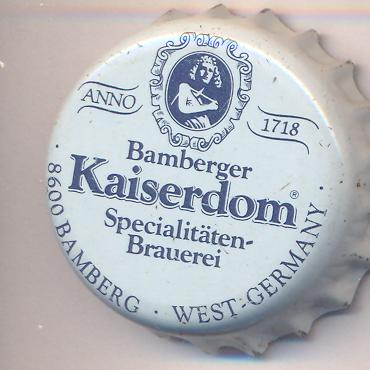 ANNO 1718
Bamberger
Kaiserdom®
Specialitäten-
Brauerei
· 8600 BAMBERG · WEST-GERMANY ·